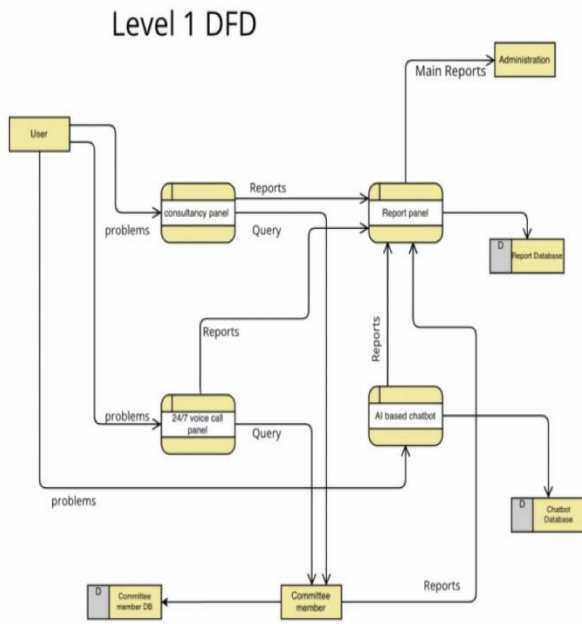 Level 1 DFD
Administration
Main Reports
User
consultancy panel
Reports
Report panel
problems
Query
D
Report Database
Reports
Reports
problems
24/7 voice call
panel
Query
AI based chatbot
problems
D
Chatbot
Database
D
Committee
member DB
Committee
member
Reports